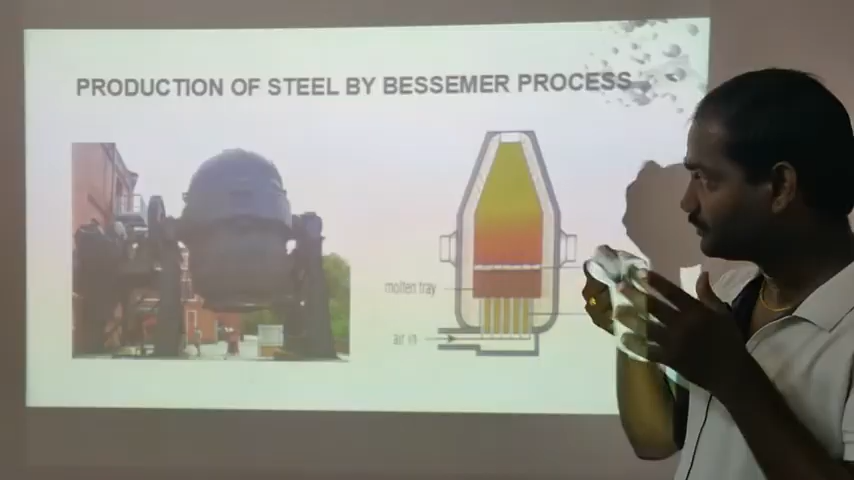 PRODUCTION OF STEEL BY BESSEMER PROCESS
molten tray
air in